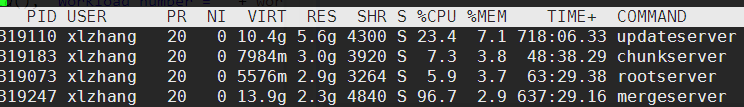 PID USER PR NI VIRT RES SHR S %CPU %MEM TIME+ COMMAND
319110 xlzhang 20 0 10.4g 5.6g 4300 S 23.4 7.1 718:06.33 updateserver
319183 xlzhang 20 0 7984m 3.0g 3920 S 7.3 3.8 48:38.29 chunkserver
319073 xlzhang 20 0 5576m 2.9g 3264 S 5.9 3.7 63:29.38 rootserver
319247 xlzhang 20 0 13.9g 2.3g 4840 S 96.7 2.9 637:29.16 mergeserver